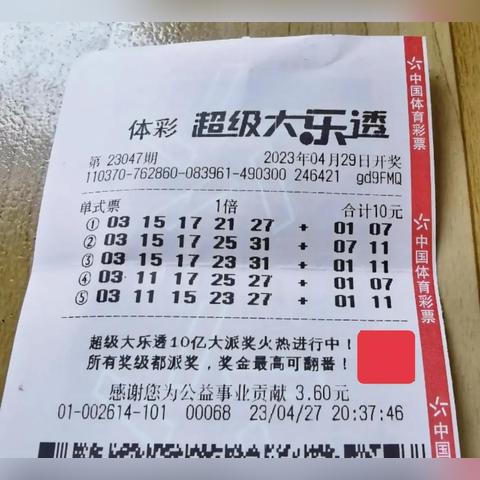 体彩 超级大乐透
第 23047期 2023年04月29日开奖
110370-762860-083961-490300 246421 gd9FMQ
单式票 1倍 合计10元
① 03 15 17 21 27 + 01 07
② 03 15 17 25 31 + 07 11
③ 03 15 17 23 31 + 01 11
④ 03 11 17 25 27 + 01 07
⑤ 03 11 15 23 27 + 01 11
超级大乐透10亿大派奖火热进行中！
所有奖级都派奖，奖金最高可翻番！
感谢您为公益事业贡献 3.60元
01-002614-101 00068 23/04/27 20:37:46
中国体育彩票
中国体育彩票
中国